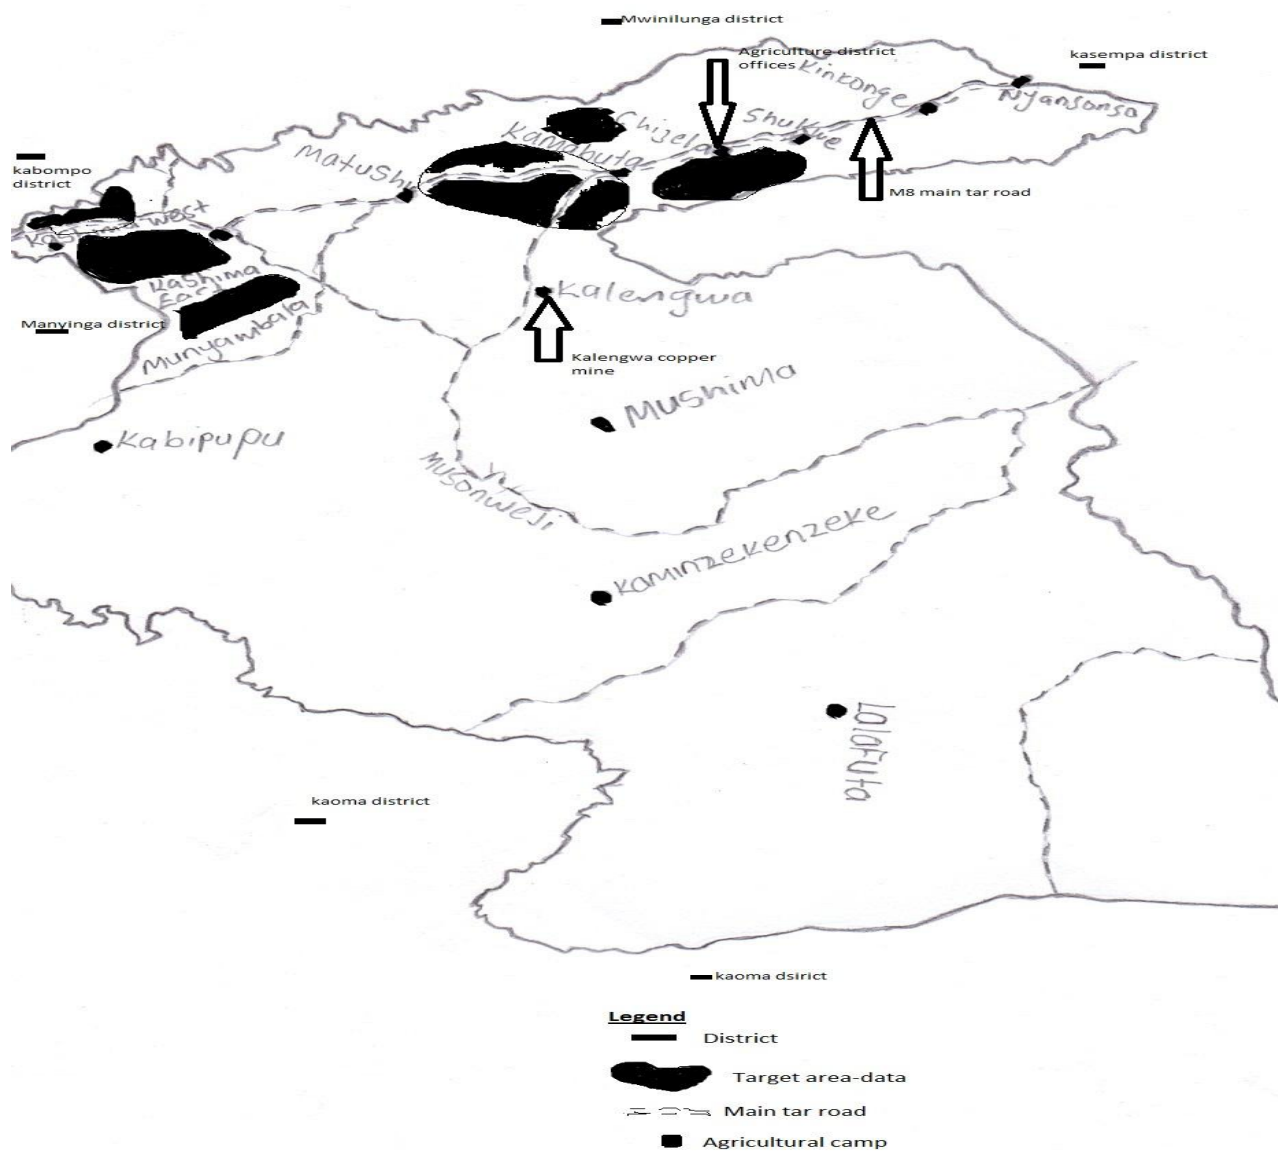 Mwinilunga district
Agriculture district
offices
kasempa district
Kinkonge
Nyansonso
Shukwe
Chizela
Kamabuta
Matushi
kabompo
district
M8 main tar road
Kashima west
Kashima
East
Kalengwa
Manyinga district
Munyambala
Kalengwa copper
mine
Mushima
Kabipupu
Musonweji
Kaminzekenzeke
Lalafuta
kaoma district
kaoma dsirict
Legend
District
Target area-data
Main tar road
Agricultural camp